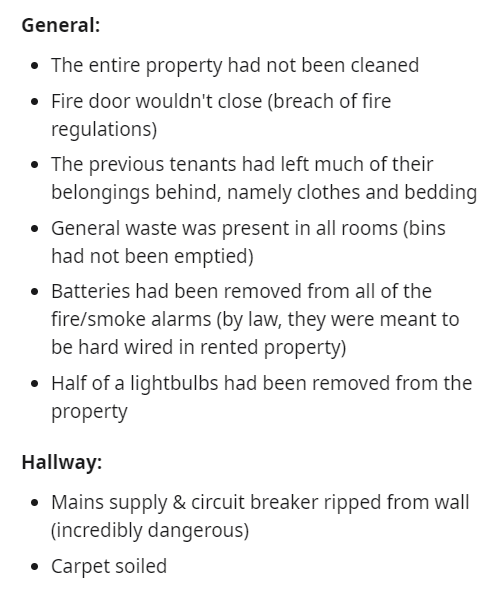 General:
• The entire property had not been cleaned
• Fire door wouldn't close (breach of fire
regulations)
• The previous tenants had left much of their
belongings behind, namely clothes and bedding
• General waste was present in all rooms (bins
had not been emptied)
• Batteries had been removed from all of the
fire/smoke alarms (by law, they were meant to
be hard wired in rented property)
• Half of a lightbulbs had been removed from the
property
Hallway:
• Mains supply & circuit breaker ripped from wall
(incredibly dangerous)
• Carpet soiled